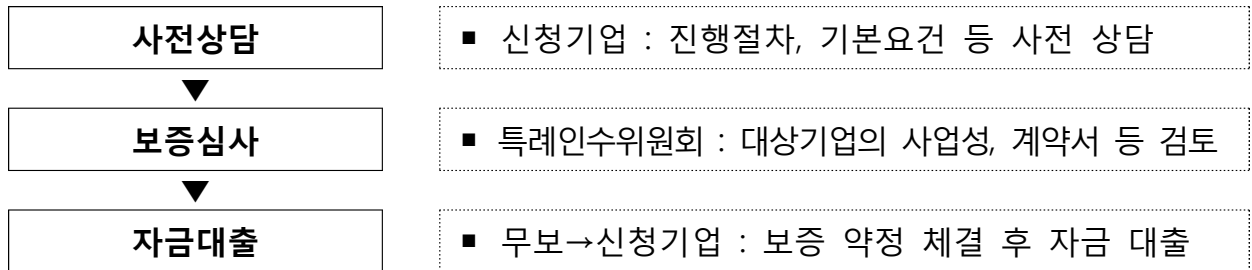 사전상담
■ 신청기업 : 진행절차, 기본요건 등 사전 상담
▼
보증심사
■ 특례인수위원회 : 대상기업의 사업성, 계약서 등 검토
▼
자금대출
■ 무보→신청기업 : 보증 약정 체결 후 자금 대출